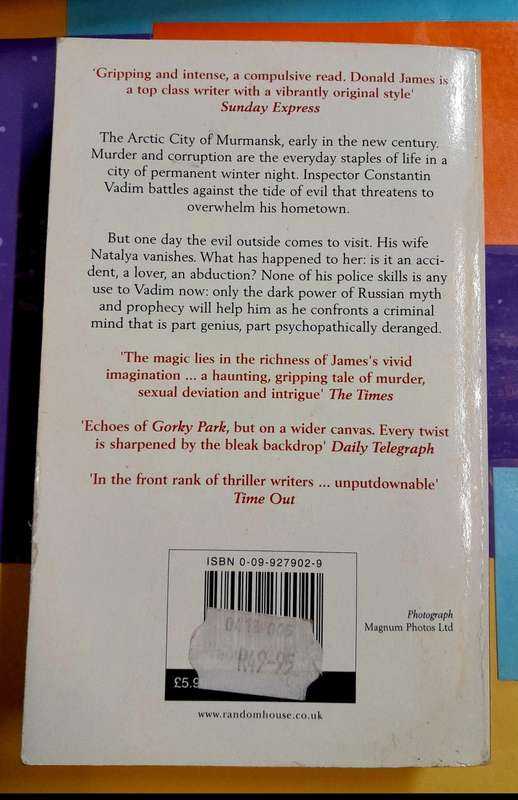 'Gripping and intense, a compulsive read. Donald James is
a top class writer with a vibrantly original style'
Sunday Express
The Arctic City of Murmansk, early in the new century.
Murder and corruption are the everyday staples of life in a
city of permanent winter night. Inspector Constantin
Vadim battles against the tide of evil that threatens to
overwhelm his hometown.
But one day the evil outside comes to visit. His wife
Natalya vanishes. What has happened to her: is it an acci-
dent, a lover, an abduction? None of his police skills is any
use to Vadim now: only the dark power of Russian myth
and prophecy will help him as he confronts a criminal
mind that is part genius, part psychopathically deranged.
'The magic lies in the richness of James's vivid
imagination ... a haunting, gripping tale of murder,
sexual deviation and intrigue' The Times
'Echoes of Gorky Park, but on a wider canvas. Every twist
is sharpened by the bleak backdrop' Daily Telegraph
'In the front rank of thriller writers ... unputdownable'
Time Out
ISBN 0-09-927902-9
Photograph
Magnum Photos Ltd
R49-95
£5.9
www.randomhouse.co.uk